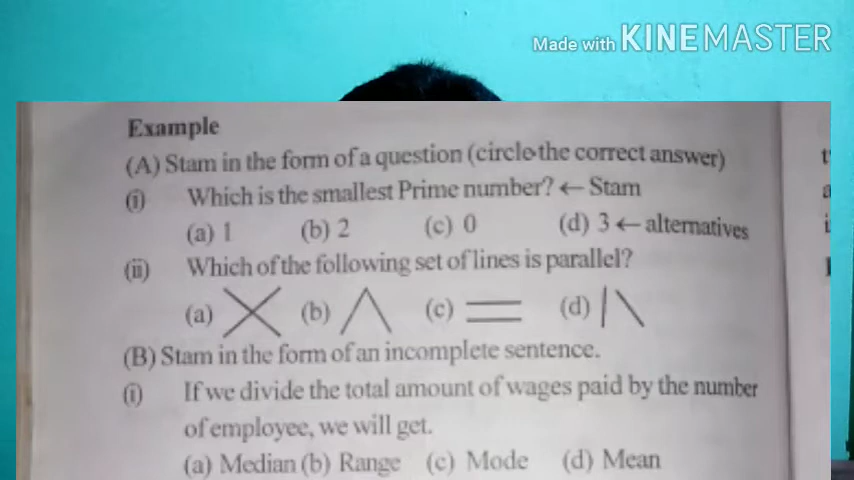 Made with KINEMASTER
Example
(A) Stam in the form of a question (circle the correct answer)
(i) Which is the smallest Prime number? ← Stam
(a) 1 (b) 2 (c) 0 (d) 3 ← alternatives
(ii) Which of the following set of lines is parallel?
(a) (b) (c) (d)
(B) Stam in the form of an incomplete sentence.
(i) If we divide the total amount of wages paid by the number
of employee, we will get.
(a) Median (b) Range (c) Mode (d) Mean